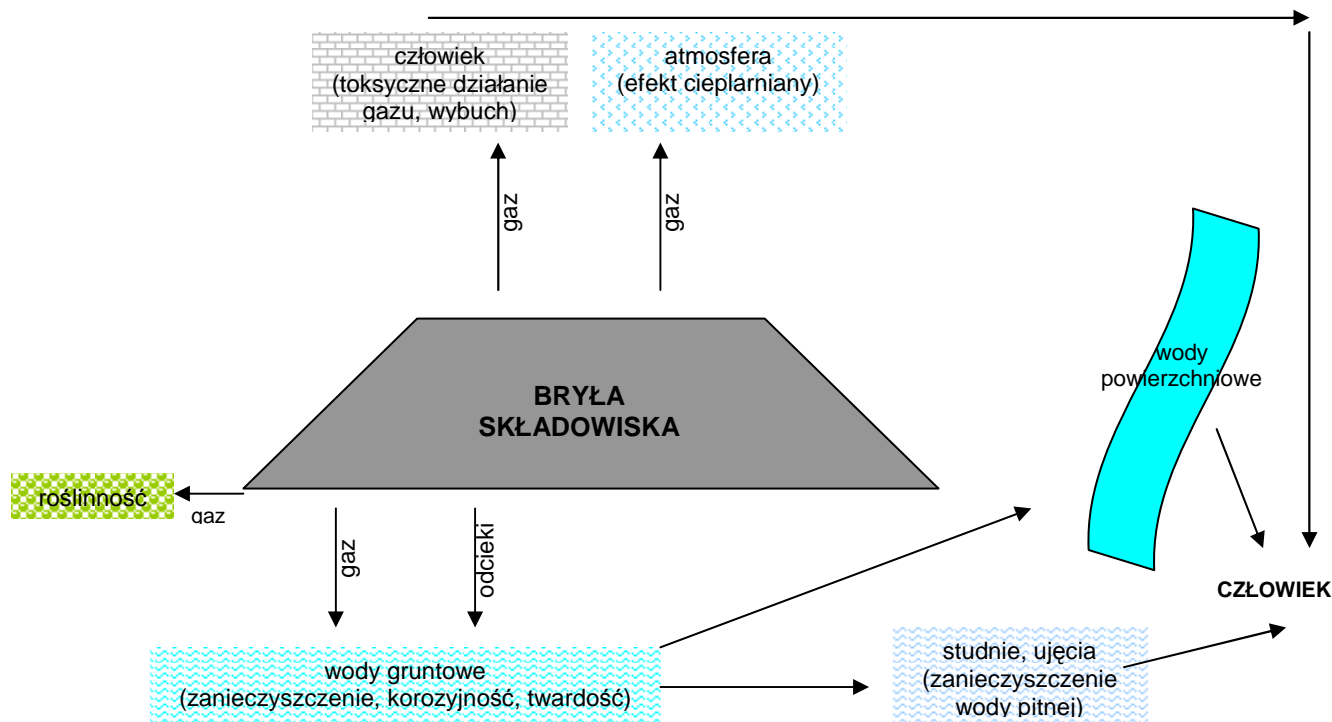 człowiek
(toksyczne działanie
gazu, wybuch)
atmosfera
(efekt cieplarniany)
gaz
gaz
wody
powierzchniowe
BRYŁA
SKŁADOWISKA
roślinność
gaz
gaz
odcieki
CZŁOWIEK
wody gruntowe
(zanieczyszczenie, korozyjność, twardość)
studnie, ujęcia
(zanieczyszczenie
wody pitnej)